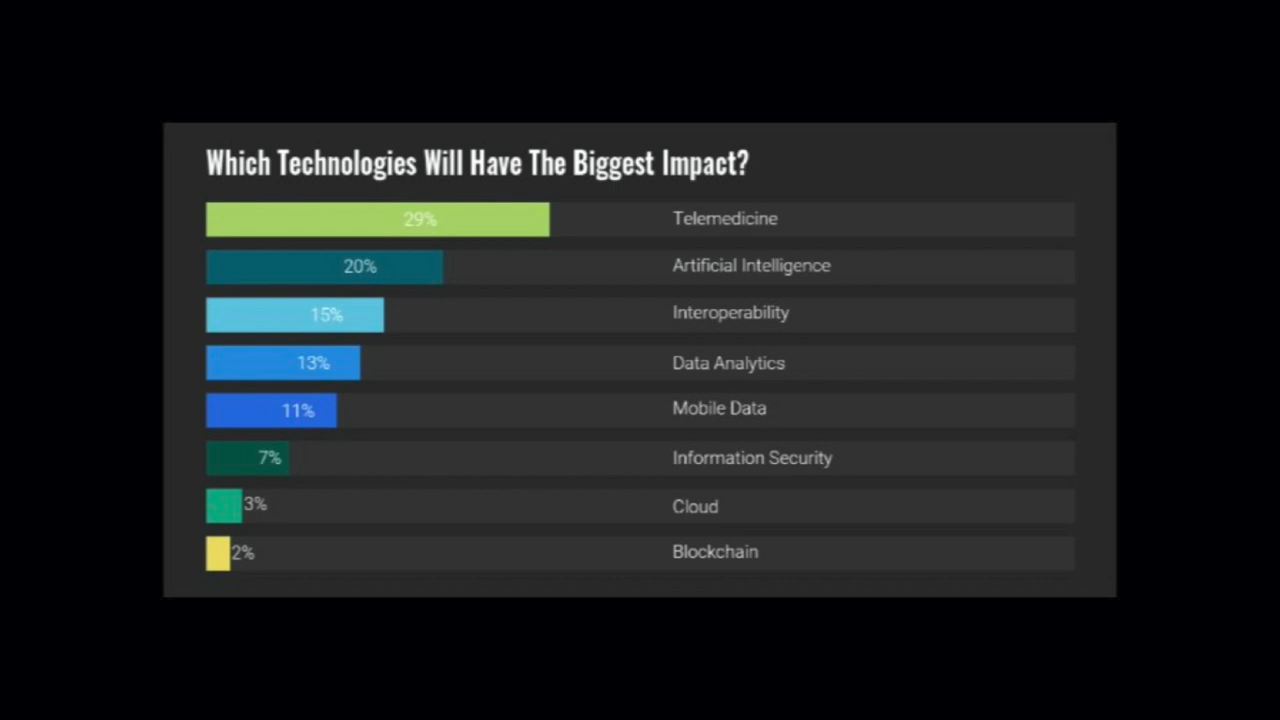 Which Technologies Will Have The Biggest Impact?
29% Telemedicine
20% Artificial Intelligence
15% Interoperability
13% Data Analytics
11% Mobile Data
7% Information Security
3% Cloud
2% Blockchain